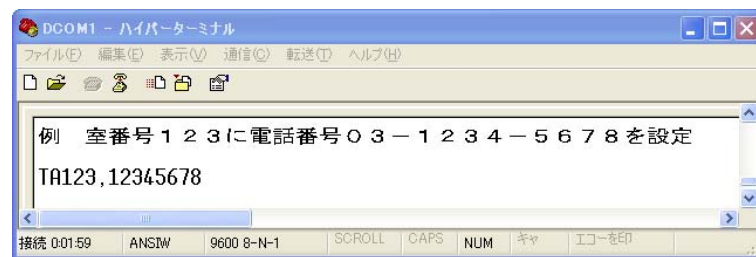 DCOM1 - ハイパーターミナル
ファイル(F) 編集(E) 表示(V) 通信(C) 転送(T) ヘルプ(H)
例　室番号１２３に電話番号０３－１２３４－５６７８を設定
TA123,12345678
接続 0:01:59 ANSIW 9600 8-N-1 SCROLL CAPS NUM キャ エコーを印